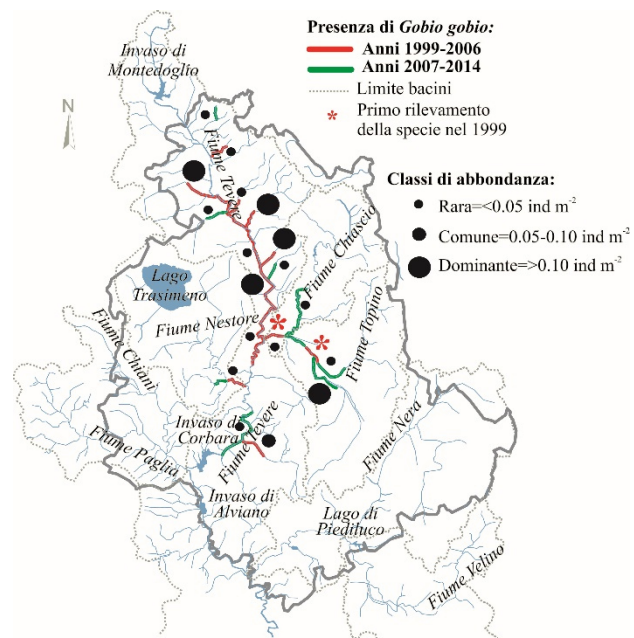 Presenza di Gobio gobio:
Anni 1999-2006
Anni 2007-2014
Limite bacini
* Primo rilevamento
della specie nel 1999
Classi di abbondanza:
Rara=<0.05 ind m-2
Comune=0.05-0.10 ind m-2
Dominante=>0.10 ind m-2
N
Invaso di
Montedoglio
Fiume Tevere
Fiume Chiascio
Lago
Trasimeno
Fiume Nestore
*
*
Fiume Topino
Fiume Chiani
Fiume Nera
Invaso di
Corbara
Fiume Tevere
Fiume Paglia
Invaso di
Alviano
Lago di
Piediluco
Fiume Velino